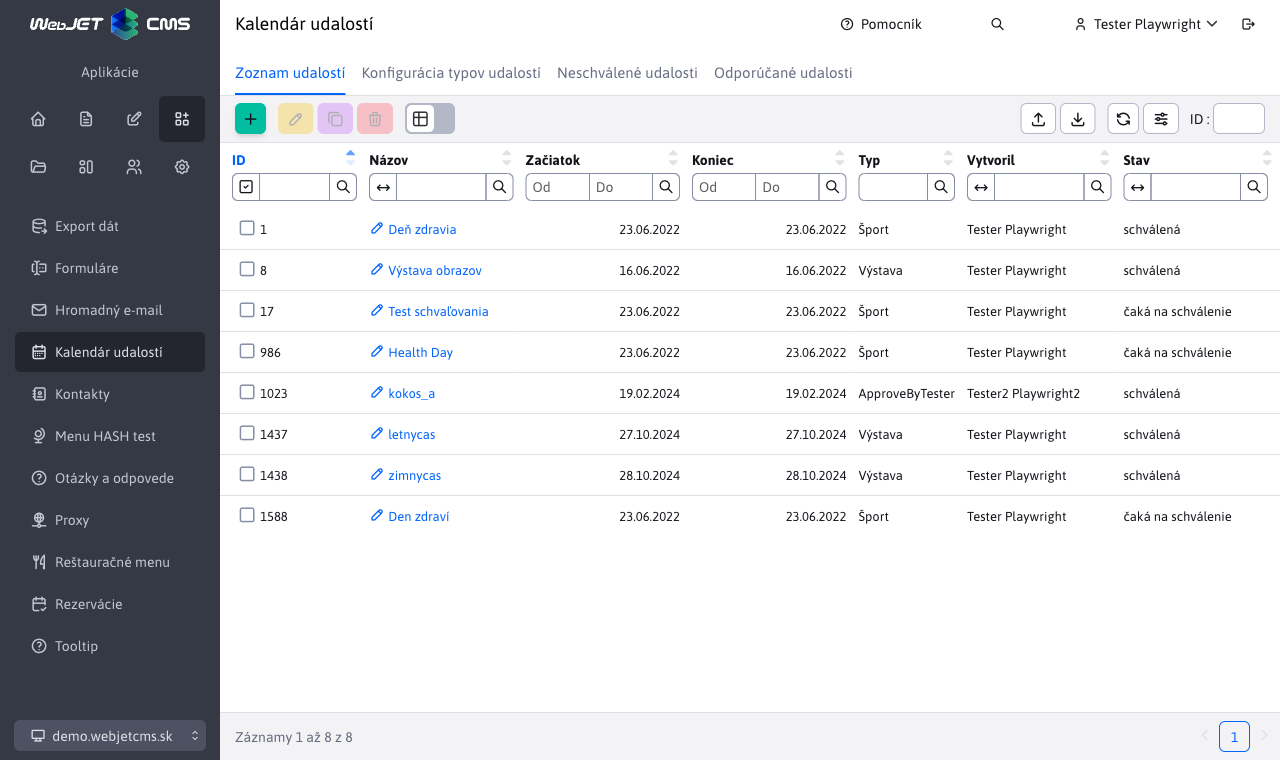 WebJET CMS
Aplikácie
Export dát
Formuláre
Hromadný e-mail
Kalendár udalostí
Kontakty
Menu HASH test
Otázky a odpovede
Proxy
Reštauračné menu
Rezervácie
Tooltip
demo.webjetcms.sk
Kalendár udalostí
Pomocník
Tester Playwright
Zoznam udalostí Konfigurácia typov udalostí Neschválené udalosti Odporúčané udalosti
ID :
ID Názov Začiatok Koniec Typ Vytvoril Stav
Od Do Od Do
1 Deň zdravia 23.06.2022 23.06.2022 Šport Tester Playwright schválená
8 Výstava obrazov 16.06.2022 16.06.2022 Výstava Tester Playwright schválená
17 Test schvaľovania 23.06.2022 23.06.2022 Šport Tester Playwright čaká na schválenie
986 Health Day 23.06.2022 23.06.2022 Šport Tester Playwright čaká na schválenie
1023 kokos_a 19.02.2024 19.02.2024 ApproveByTester Tester2 Playwright2 schválená
1437 letnycas 27.10.2024 27.10.2024 Výstava Tester Playwright schválená
1438 zimnycas 28.10.2024 28.10.2024 Výstava Tester Playwright schválená
1588 Den zdraví 23.06.2022 23.06.2022 Šport Tester Playwright čaká na schválenie
Záznamy 1 až 8 z 8
1